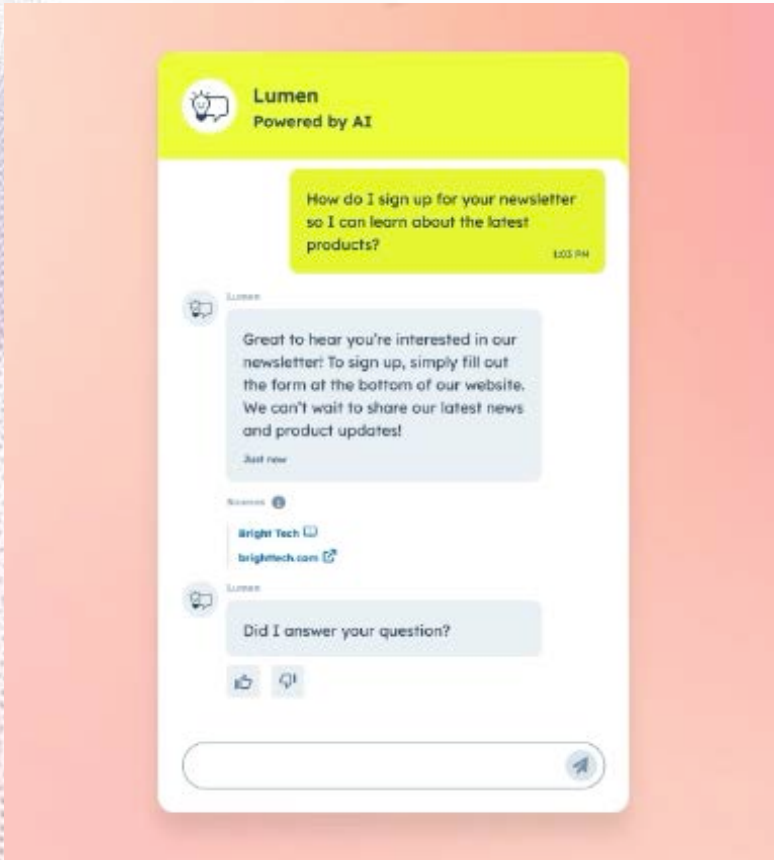 Lumen
Powered by AI
How do I sign up for your newsletter
so I can learn about the latest
products?
1:03 PM
Lumen
Great to hear you're interested in our
newsletter! To sign up, simply fill out
the form at the bottom of our website.
We can't wait to share our latest news
and product updates!
Just now
Sources
Bright Tech
brighttech.com
Lumen
Did I answer your question?